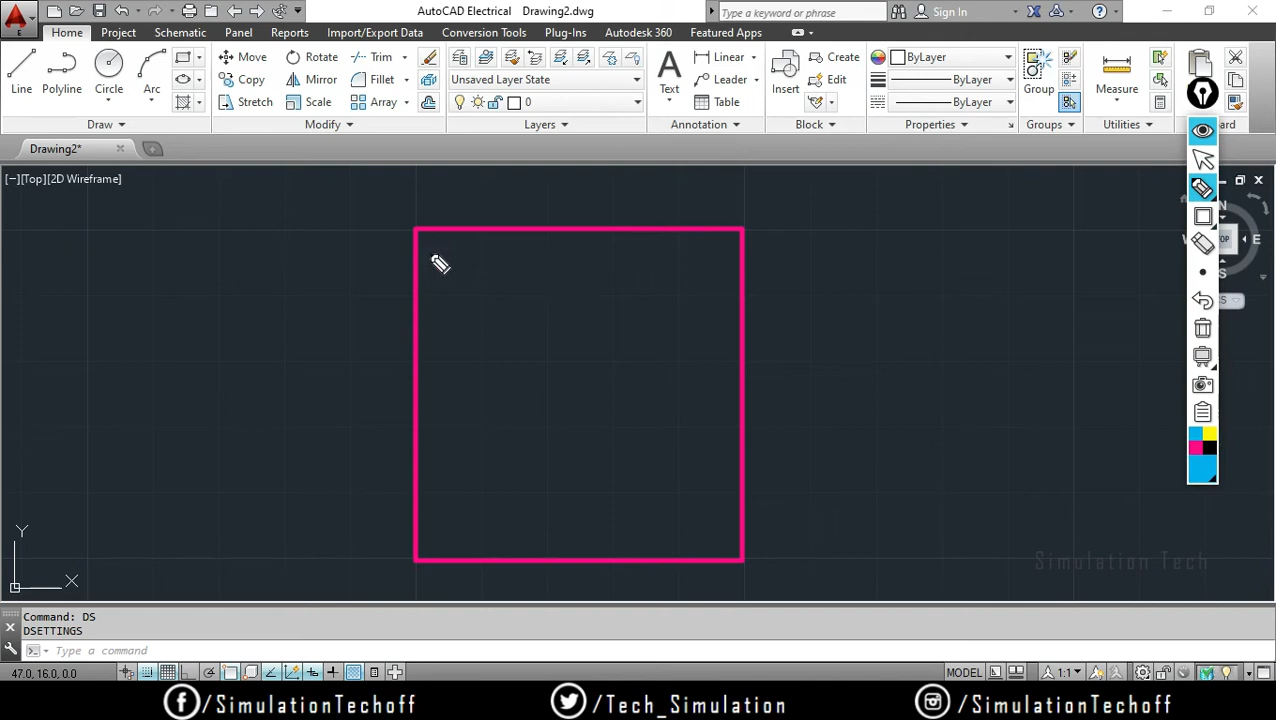 AutoCAD Electrical Drawing2.dwg
Type a keyword or phrase
Sign In
Home Project Schematic Panel Reports Import/Export Data Conversion Tools Plug-Ins Autodesk 360 Featured Apps
Line
Polyline
Circle
Arc
Move
Rotate
Trim
Copy
Mirror
Fillet
Stretch
Scale
Array
Unsaved Layer State
0
Text
Linear
Leader
Table
Insert
Create
Edit
ByLayer
ByLayer
ByLayer
Group
Measure
Draw
Modify
Layers
Annotation
Block
Properties
Groups
Utilities
Drawing2*
[−][Top][2D Wireframe]
N
W
TOP
E
S
Y
X
Simulation Tech
Command: DS
DSETTINGS
Type a command
47.0, 16.0, 0.0
MODEL
1:1
/SimulationTechoff
/Tech_Simulation
/SimulationTechoff